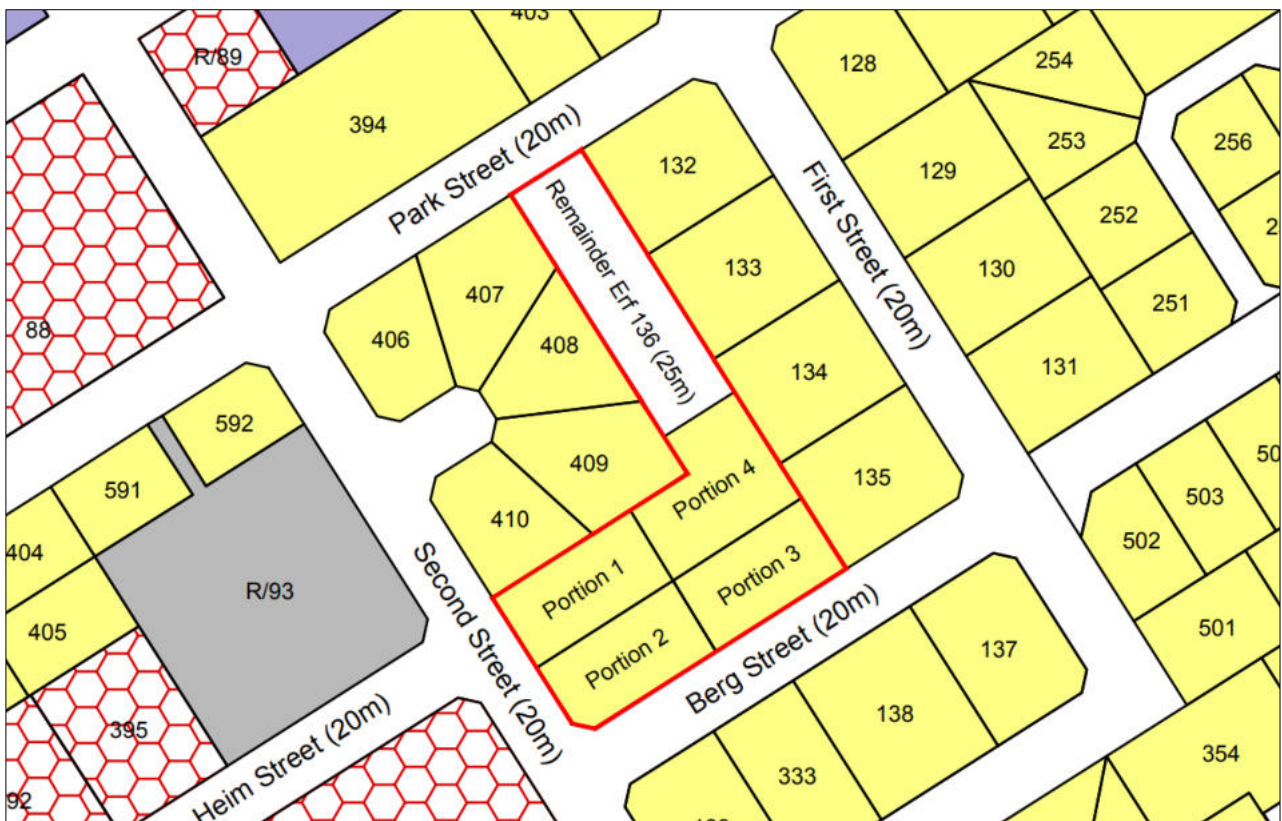 403
R/89
128
254
394
253
256
Park Street (20m)
132
129
252
Remainder Erf 136 (25m)
First Street (20m)
133
130
407
251
88
406
408
134
131
592
409
135
591
Portion 4
503
410
502
404
Portion 1
Portion 3
R/93
Second Street (20m)
405
Portion 2
Berg Street (20m)
501
137
395
138
Heim Street (20m)
333
354
92